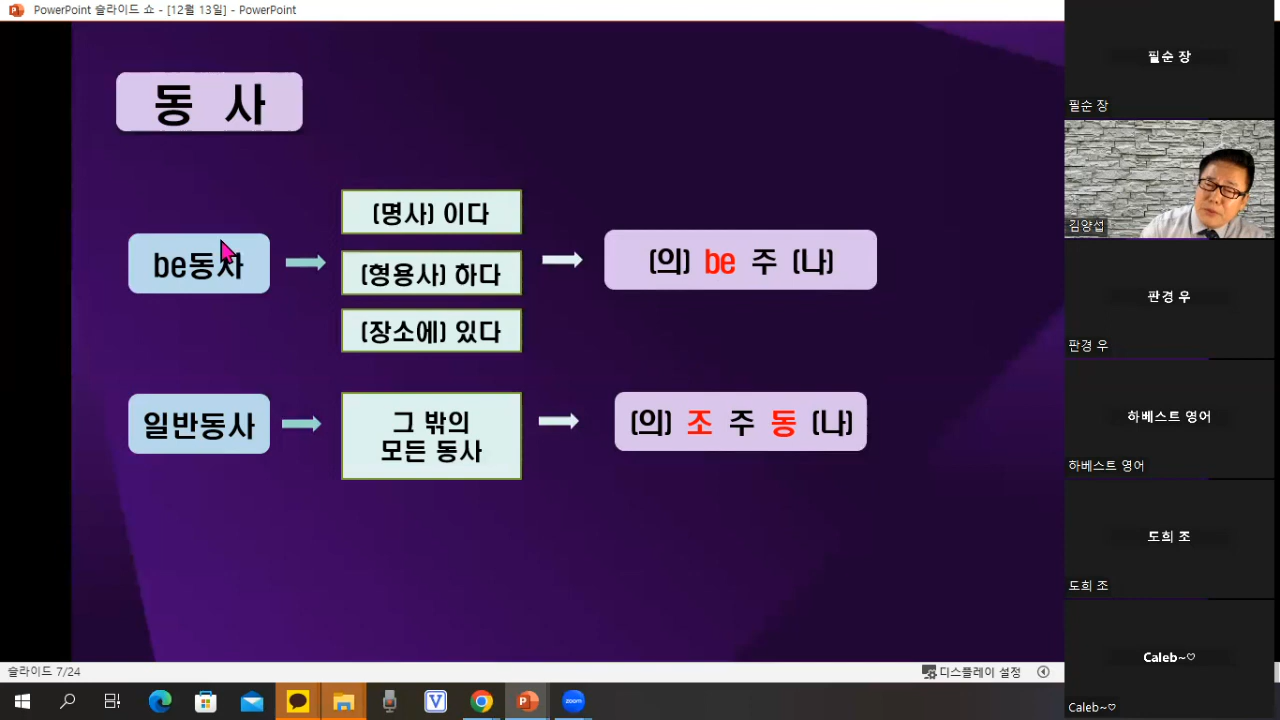 PowerPoint 슬라이드 쇼 - [12월 13일] - PowerPoint
동 사
be동사
(명사) 이다
(형용사) 하다
(장소에) 있다
(의) be 주 (나)
일반동사
그 밖의
모든 동사
(의) 조 주 동 (나)
슬라이드 7/24
디스플레이 설정
필순 장
필순 장
김양섭
판경 우
판경 우
하베스트 영어
하베스트 영어
도희 조
도희 조
Caleb~♡
Caleb~♡
V
zoom